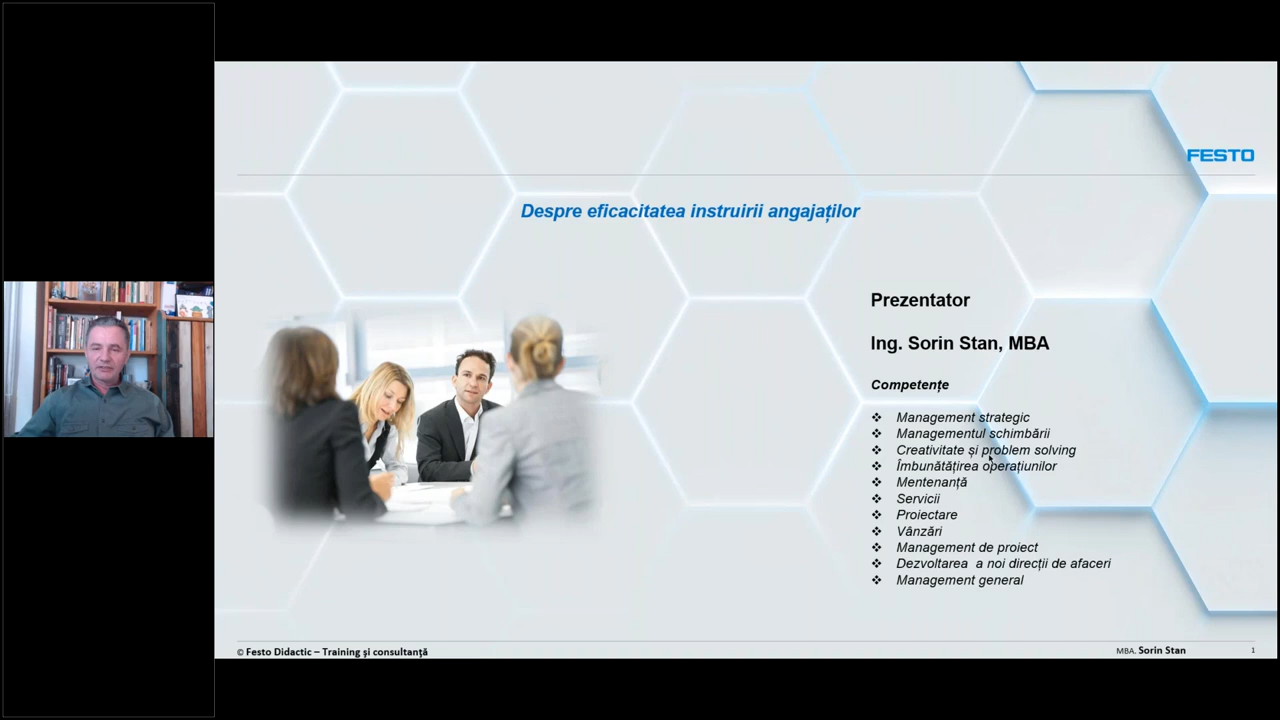 FESTO
Despre eficacitatea instruirii angajaților
Prezentator
Ing. Sorin Stan, MBA
Competențe
❖ Management strategic
❖ Managementul schimbării
❖ Creativitate și problem solving
❖ Îmbunătățirea operațiunilor
❖ Mentenanță
❖ Servicii
❖ Proiectare
❖ Vânzări
❖ Management de proiect
❖ Dezvoltarea a noi direcții de afaceri
❖ Management general
© Festo Didactic – Training și consultanță
MBA. Sorin Stan
1